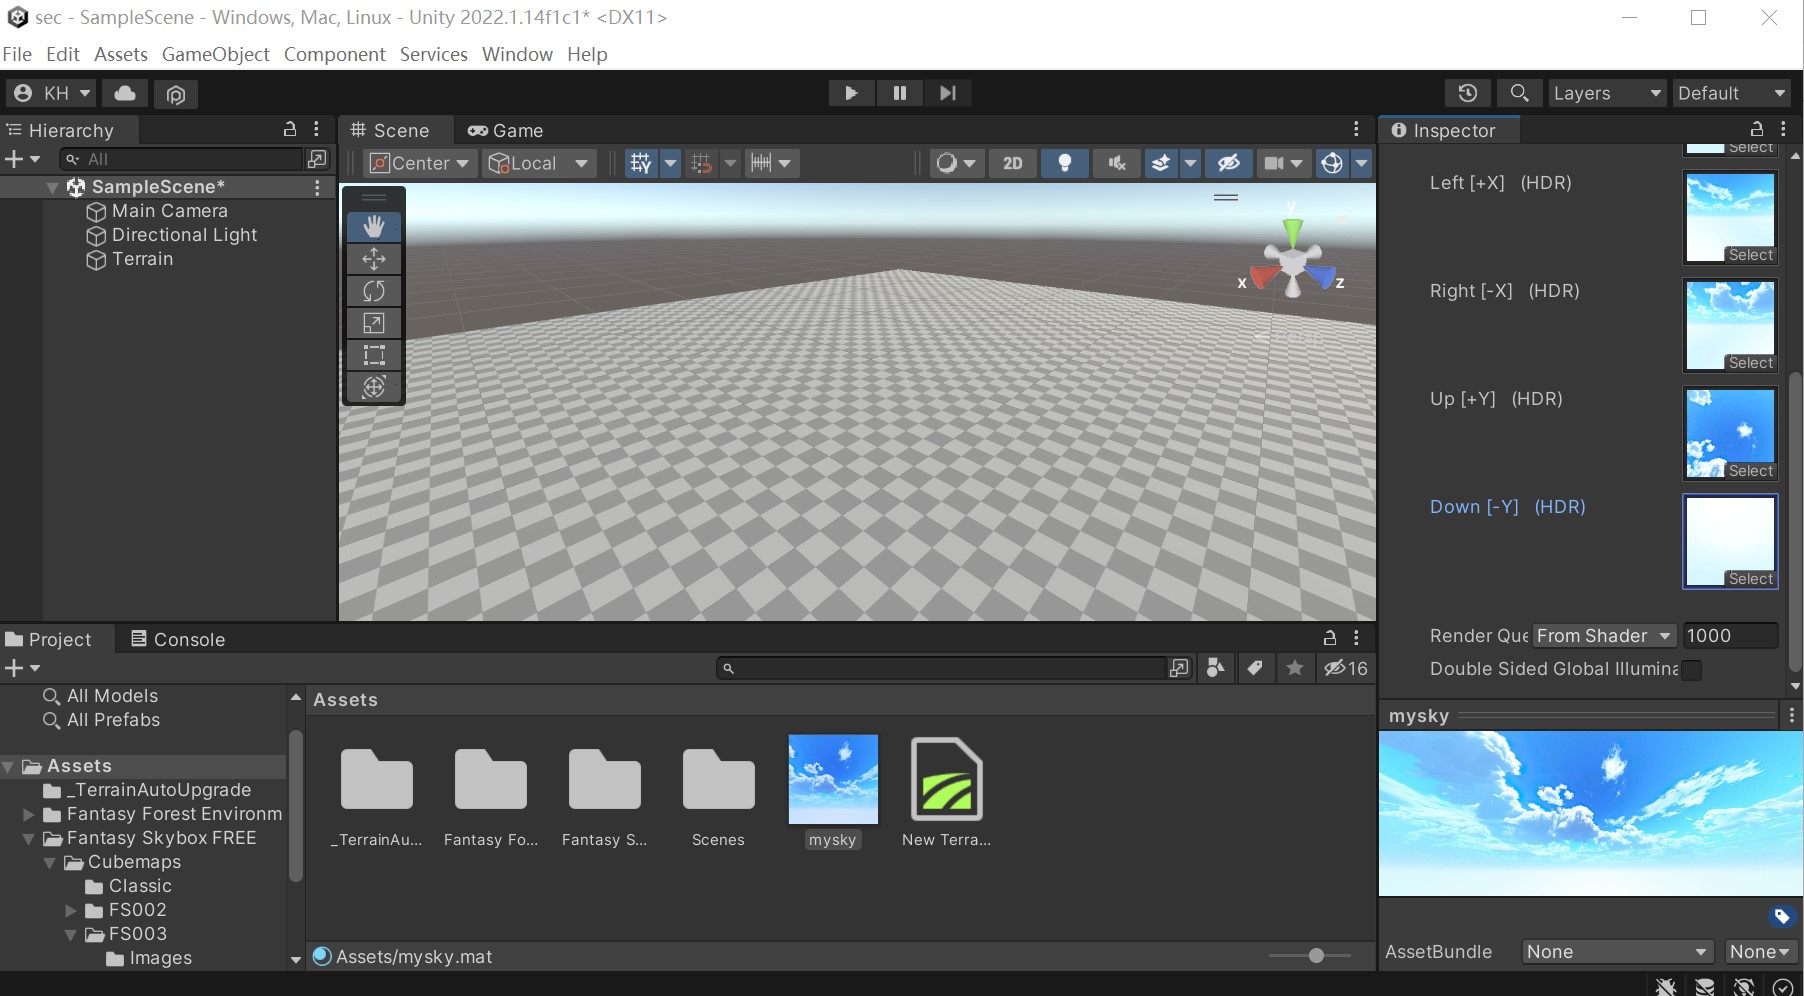 sec - SampleScene - Windows, Mac, Linux - Unity 2022.1.14f1c1* <DX11>
File Edit Assets GameObject Component Services Window Help
KH
Layers
Default
Hierarchy
Scene
Game
Inspector
All
Center
Local
2D
Select
SampleScene*
Main Camera
Directional Light
Terrain
y
x
z
Left [+X] (HDR)
Select
Right [-X] (HDR)
Select
Up [+Y] (HDR)
Select
Down [-Y] (HDR)
Select
Render Que
From Shader
1000
Double Sided Global Illumina
Project
Console
16
All Models
All Prefabs
Assets
_TerrainAutoUpgrade
Fantasy Forest Environm
Fantasy Skybox FREE
Cubemaps
Classic
FS002
FS003
Images
Assets
_TerrainAu...
Fantasy Fo...
Fantasy S...
Scenes
mysky
New Terra...
Assets/mysky.mat
mysky
AssetBundle
None
None